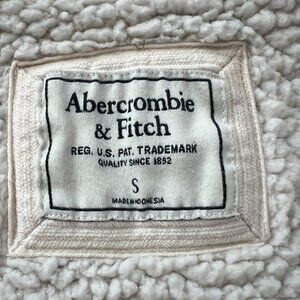 Abercrombie
& Fitch
REG. U.S. PAT. TRADEMARK
QUALITY SINCE 1892
S
MADE IN INDONESIA